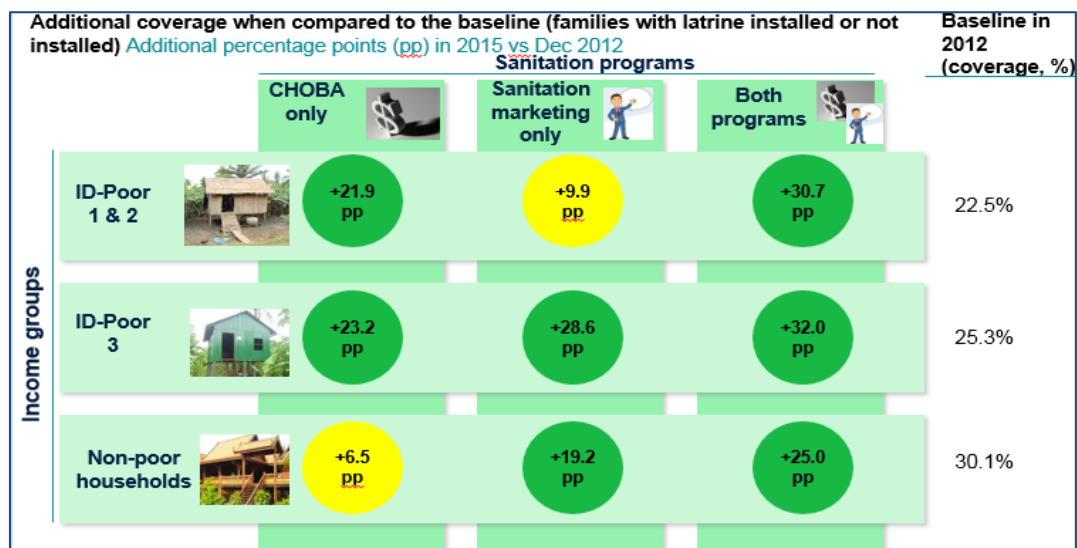 Additional coverage when compared to the baseline (families with latrine installed or not
installed) Additional percentage points (pp) in 2015 vs Dec 2012
Baseline in
2012
(coverage, %)
Sanitation programs
CHOBA
only
Sanitation
marketing
only
Both
programs
Income groups
ID-Poor
1 & 2
+21.9
pp
+9.9
pp
+30.7
pp
22.5%
ID-Poor
3
+23.2
pp
+28.6
pp
+32.0
pp
25.3%
Non-poor
households
+6.5
pp
+19.2
pp
+25.0
pp
30.1%